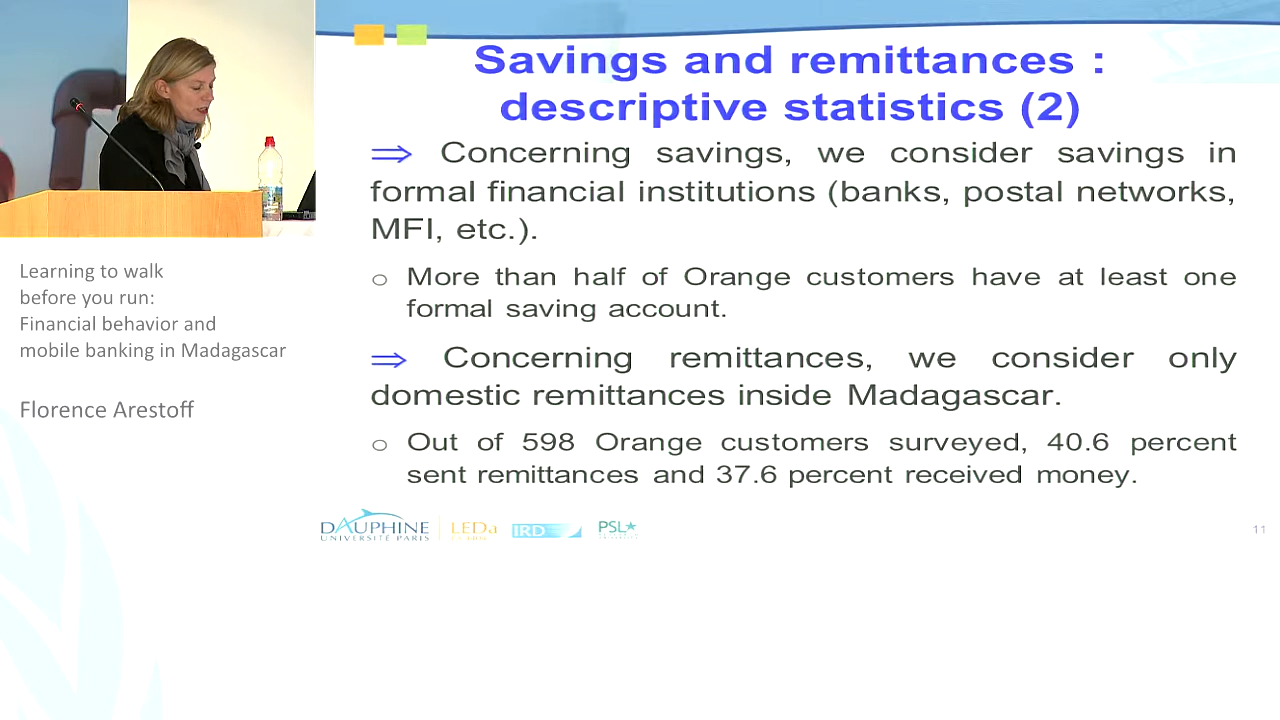 Savings and remittances :
descriptive statistics (2)
⇒ Concerning savings, we consider savings in
formal financial institutions (banks, postal networks,
MFI, etc.).
o More than half of Orange customers have at least one
formal saving account.
⇒ Concerning remittances, we consider only
domestic remittances inside Madagascar.
o Out of 598 Orange customers surveyed, 40.6 percent
sent remittances and 37.6 percent received money.
Learning to walk
before you run:
Financial behavior and
mobile banking in Madagascar
Florence Arestoff
DAUPHINE
UNIVERSITÉ PARIS
LEDa
IRD
PSL★
11